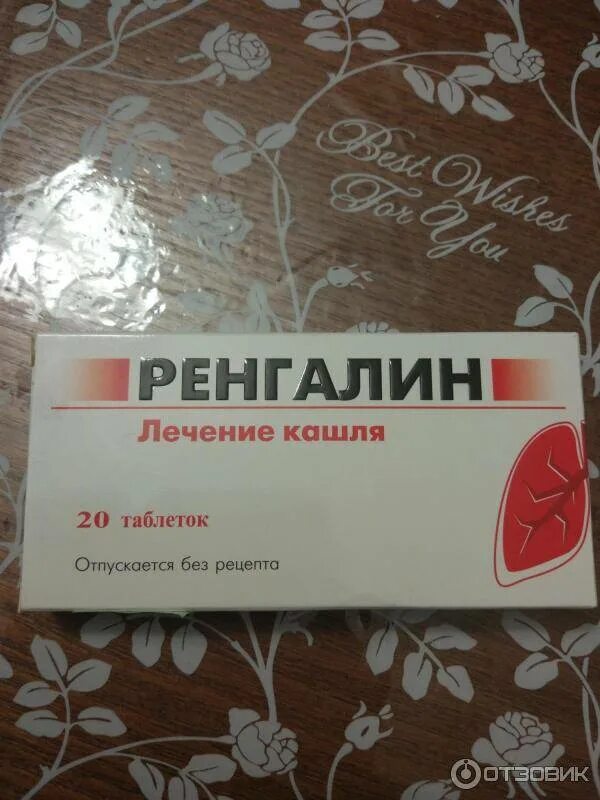 Best Wishes
For You
РЕНГАЛИН
Лечение кашля
20 таблеток
Отпускается без рецепта
ОТЗОВИК